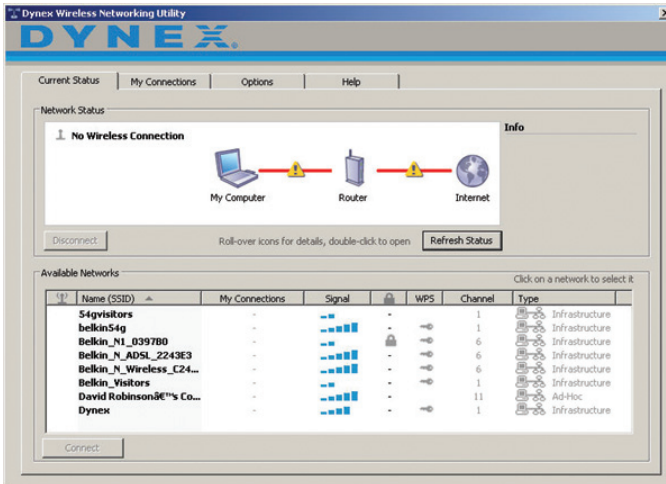 Dynex Wireless Networking Utility
DYNEX
Current Status My Connections Options Help
Network Status
No Wireless Connection
Info
My Computer Router Internet
Disconnect Roll-over icons for details, double-click to open Refresh Status
Available Networks
Click on a network to select it
Name (SSID) My Connections Signal WPS Channel Type
54gvisitors - - 1 Infrastructure
belkin54g - - 1 Infrastructure
Belkin_N1_0397B0 - 6 Infrastructure
Belkin_N_ADSL_2243E3 - - 6 Infrastructure
Belkin_N_Wireless_C24... - - 6 Infrastructure
Belkin_Visitors - - 1 Infrastructure
David Robinsonâ€™s Co... - - 11 Ad-Hoc
Dynex - - 1 Infrastructure
Connect